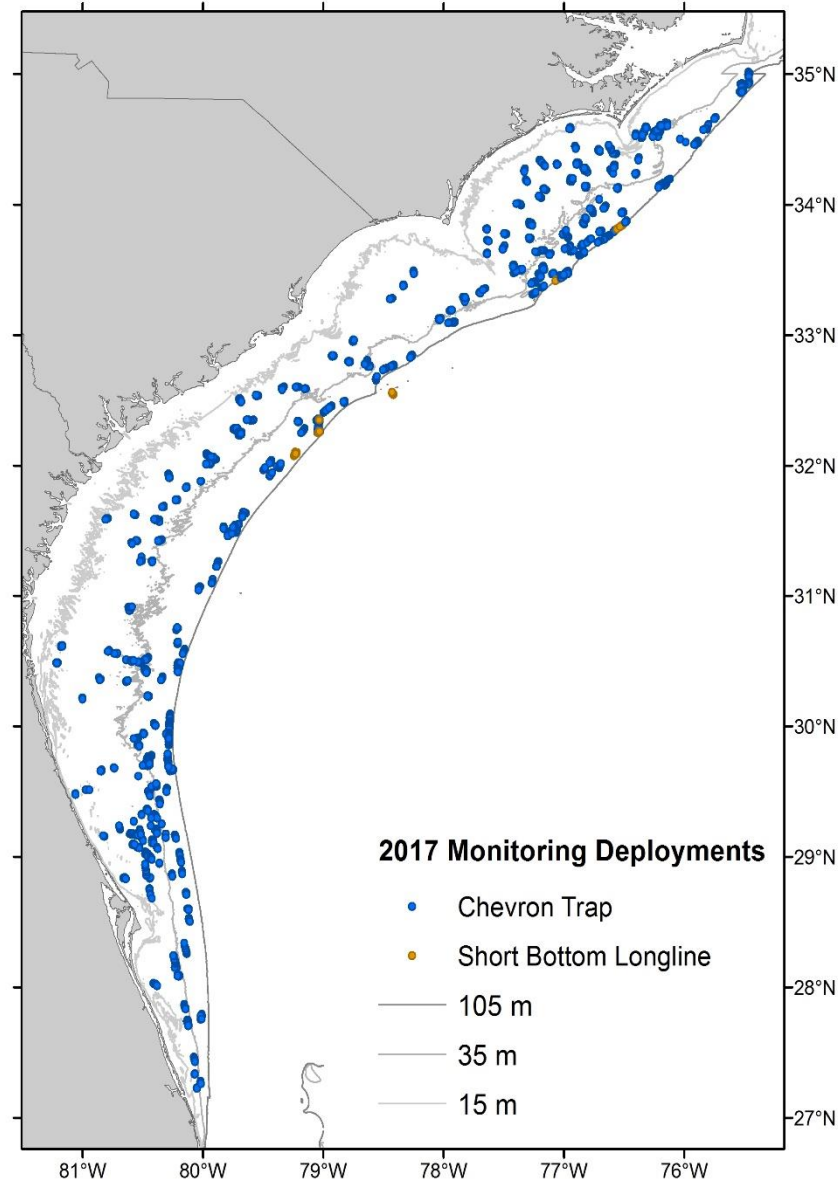 35°N
34°N
33°N
32°N
31°N
30°N
29°N
2017 Monitoring Deployments
Chevron Trap
Short Bottom Longline
28°N
105 m
35 m
15 m
27°N
81°W 80°W 79°W 78°W 77°W 76°W